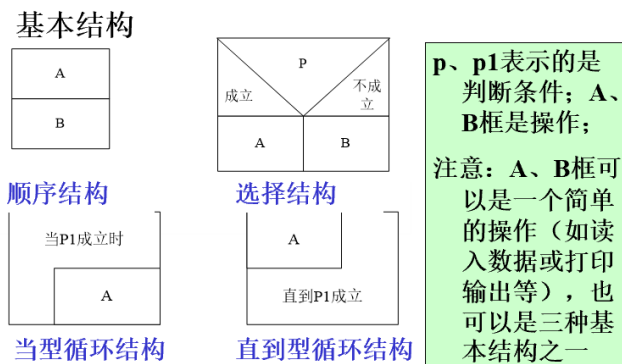 基本结构
A
B
P
成立
不成
立
A
B
顺序结构
选择结构
当P1成立时
A
A
直到P1成立
当型循环结构
直到型循环结构
p、p1表示的是
判断条件；A、
B框是操作；
注意：A、B框可
以是一个简单
的操作（如读
入数据或打印
输出等），也
可以是三种基
本结构之一